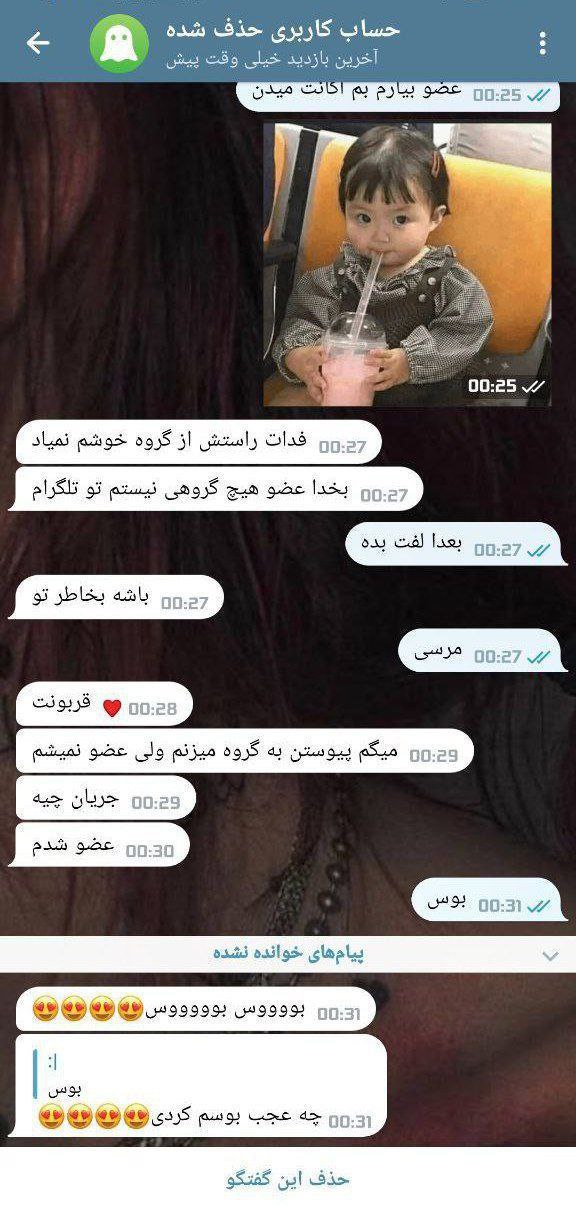 حساب کاربری حذف شده
آخرین بازدید خیلی وقت پیش
عضو بیارم بم اکانت میدن 00:25
00:25
فدات راستش از گروه خوشم نمیاد 00:27
بخدا عضو هیچ گروهی نیستم تو تلگرام 00:27
بعدا لفت بده 00:27
باشه بخاطر تو 00:27
مرسی 00:27
قربونت ♥️ 00:28
میگم پیوستن به گروه میزنم ولی عضو نمیشم 00:29
جریان چیه 00:29
عضو شدم 00:30
بوس 00:31
پیام‌های خوانده نشده
بوووووس بوووووس😍😍😍😍 00:31
:|
بوس
چه عجب بوسم کردی😍😍😍😍 00:31
حذف این گفتگو